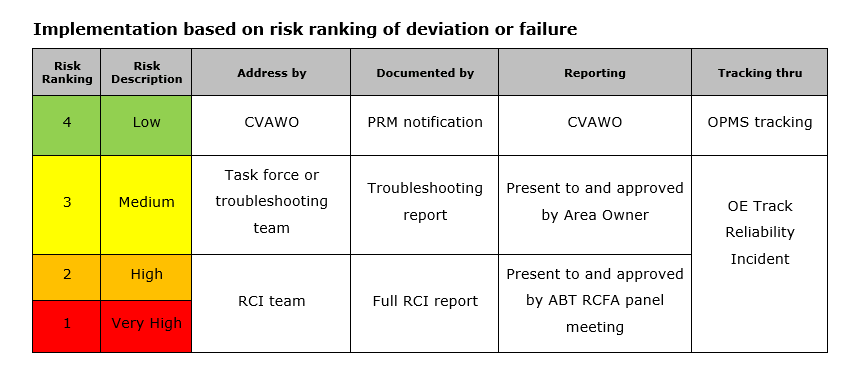 Implementation based on risk ranking of deviation or failure
Risk Ranking
Risk Description
Address by
Documented by
Reporting
Tracking thru
4
Low
CVAWO
PRM notification
CVAWO
OPMS tracking
3
Medium
Task force or
troubleshooting
team
Troubleshooting
report
Present to and approved
by Area Owner
OE Track
Reliability
Incident
2
High
RCI team
Full RCI report
Present to and approved
by ABT RCFA panel
meeting
1
Very High